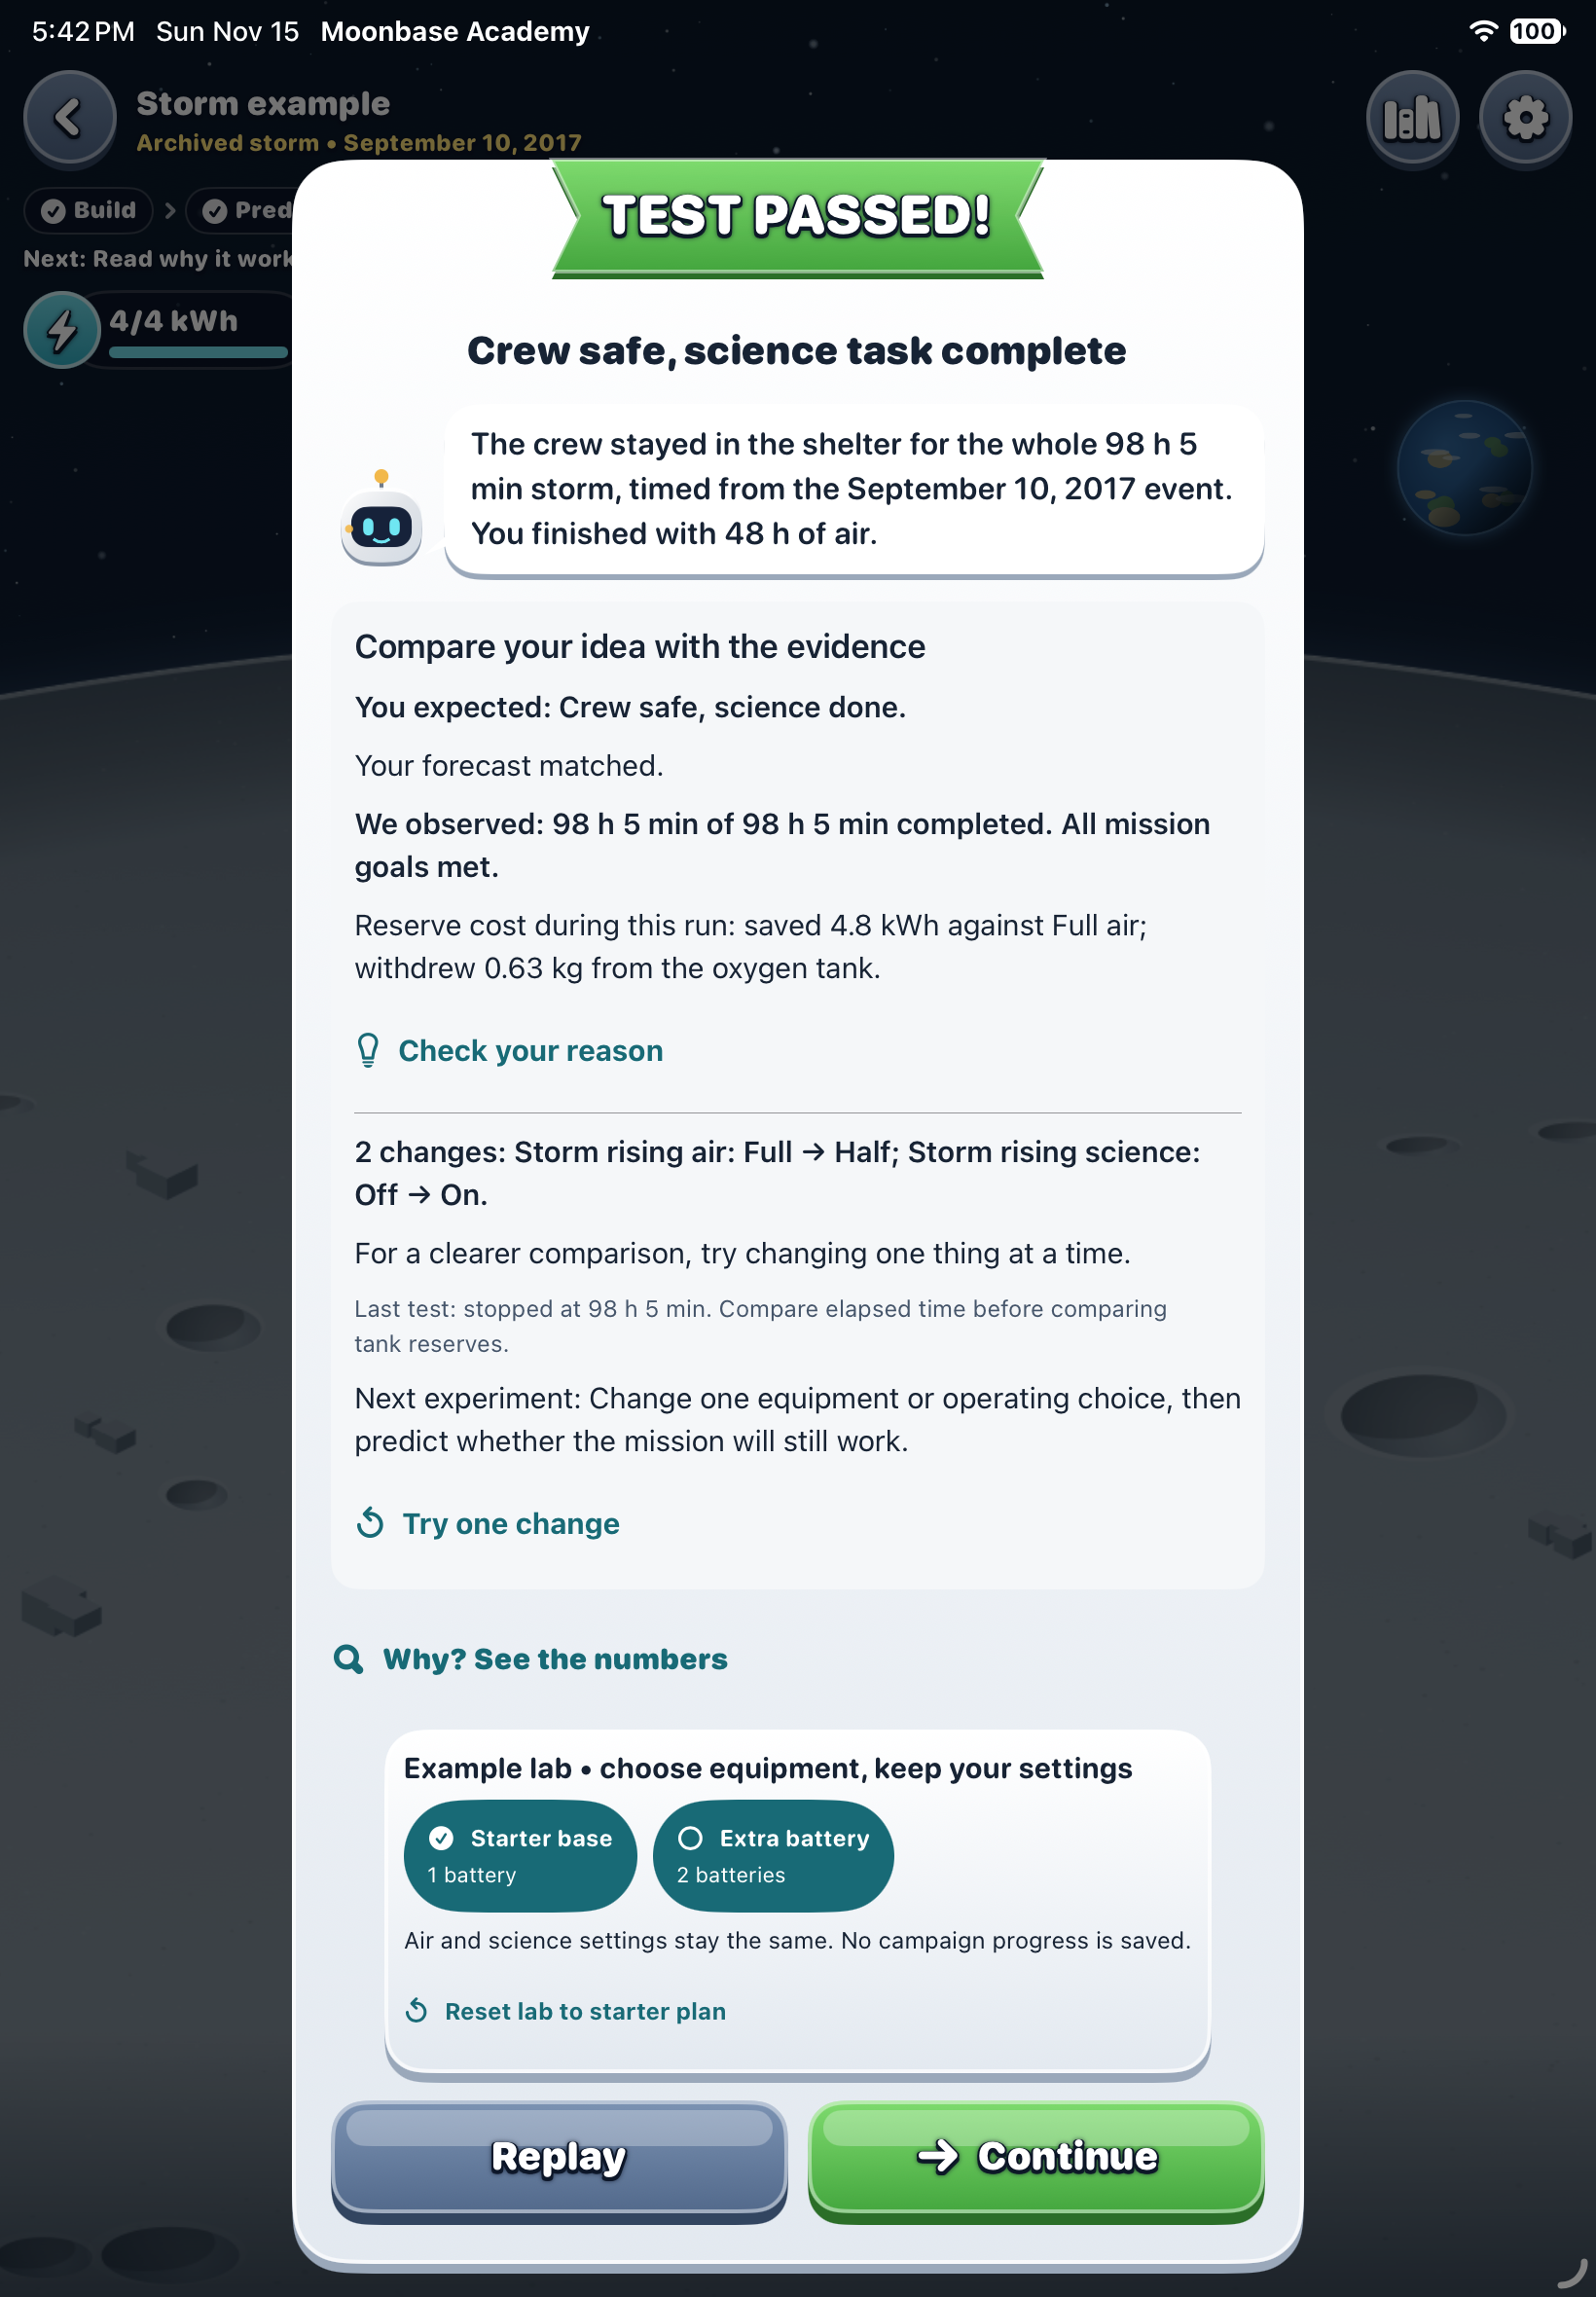 5:42 PM Sun Nov 15 Moonbase Academy
100
Storm example
Archived storm • September 10, 2017
Build
Next: Read why it work
4/4 kWh
TEST PASSED!
Crew safe, science task complete
The crew stayed in the shelter for the whole 98 h 5
min storm, timed from the September 10, 2017 event.
You finished with 48 h of air.
Compare your idea with the evidence
You expected: Crew safe, science done.
Your forecast matched.
We observed: 98 h 5 min of 98 h 5 min completed. All mission
goals met.
Reserve cost during this run: saved 4.8 kWh against Full air;
withdrew 0.63 kg from the oxygen tank.
Check your reason
2 changes: Storm rising air: Full → Half; Storm rising science:
Off → On.
For a clearer comparison, try changing one thing at a time.
Last test: stopped at 98 h 5 min. Compare elapsed time before comparing
tank reserves.
Next experiment: Change one equipment or operating choice, then
predict whether the mission will still work.
Try one change
Why? See the numbers
Example lab • choose equipment, keep your settings
Starter base
1 battery
Extra battery
2 batteries
Air and science settings stay the same. No campaign progress is saved.
Reset lab to starter plan
Replay
→ Continue